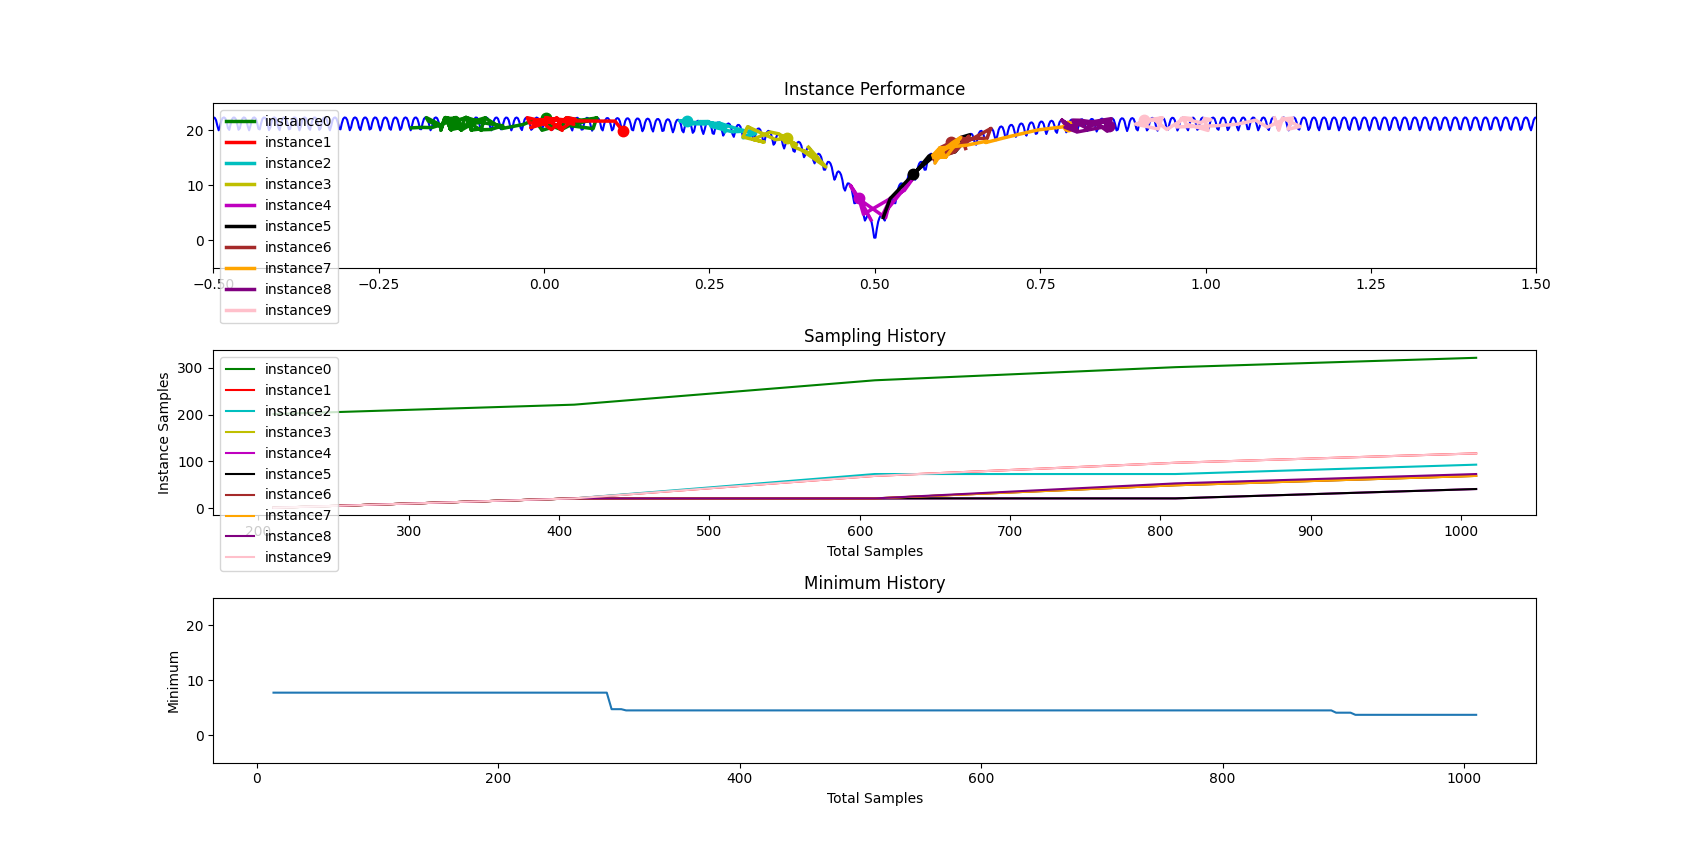 Instance Performance
20
10
0
instance0
instance1
instance2
instance3
instance4
instance5
instance6
instance7
instance8
instance9
−0.50 −0.25 0.00 0.25 0.50 0.75 1.00 1.25 1.50
Sampling History
Instance Samples
300
200
100
0
instance0
instance1
instance2
instance3
instance4
instance5
instance6
instance7
instance8
instance9
200 300 400 500 600 700 800 900 1000
Total Samples
Minimum History
Minimum
20
10
0
0 200 400 600 800 1000
Total Samples